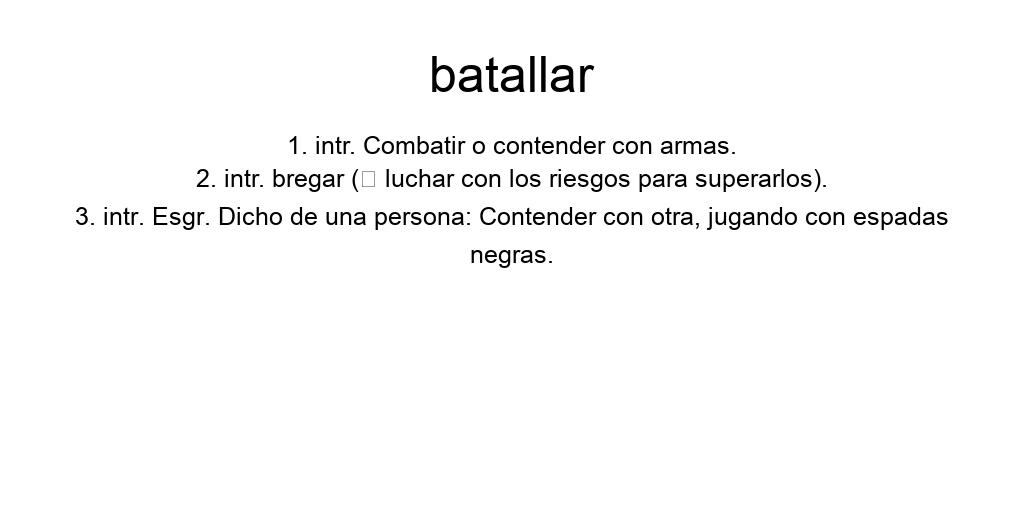 batallar
1. intr. Combatir o contender con armas.
2. intr. bregar (□ luchar con los riesgos para superarlos).
3. intr. Esgr. Dicho de una persona: Contender con otra, jugando con espadas
negras.